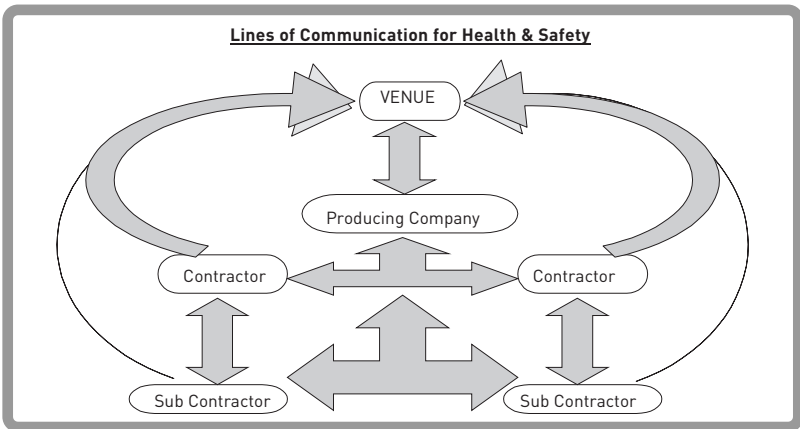 Lines of Communication for Health & Safety
VENUE
Producing Company
Contractor
Contractor
Sub Contractor
Sub Contractor